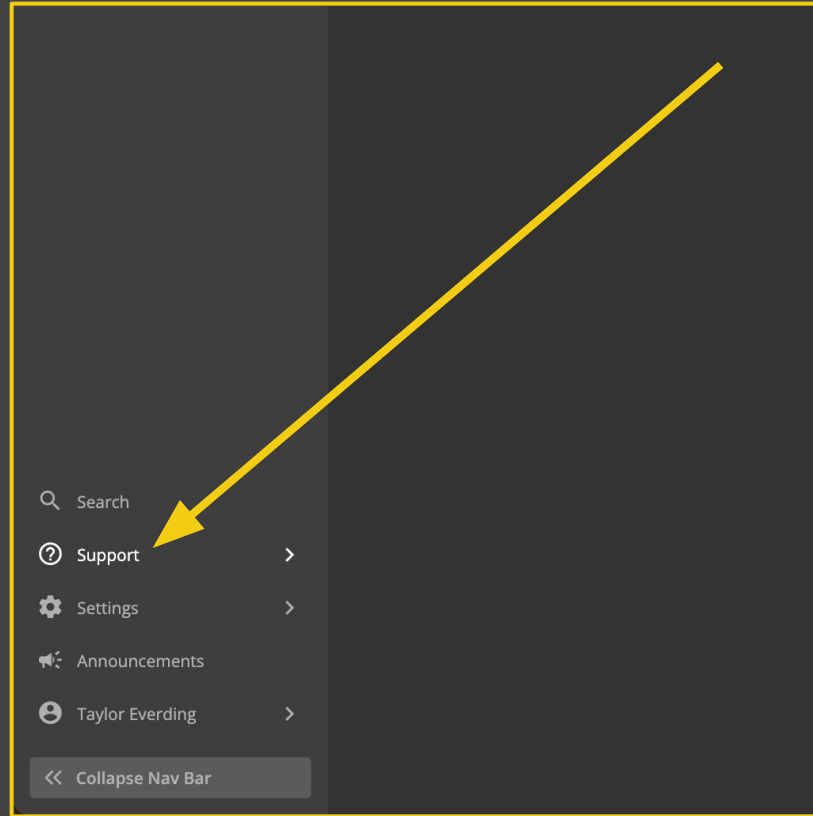 Search
Support
Settings
Announcements
Taylor Everding
Collapse Nav Bar